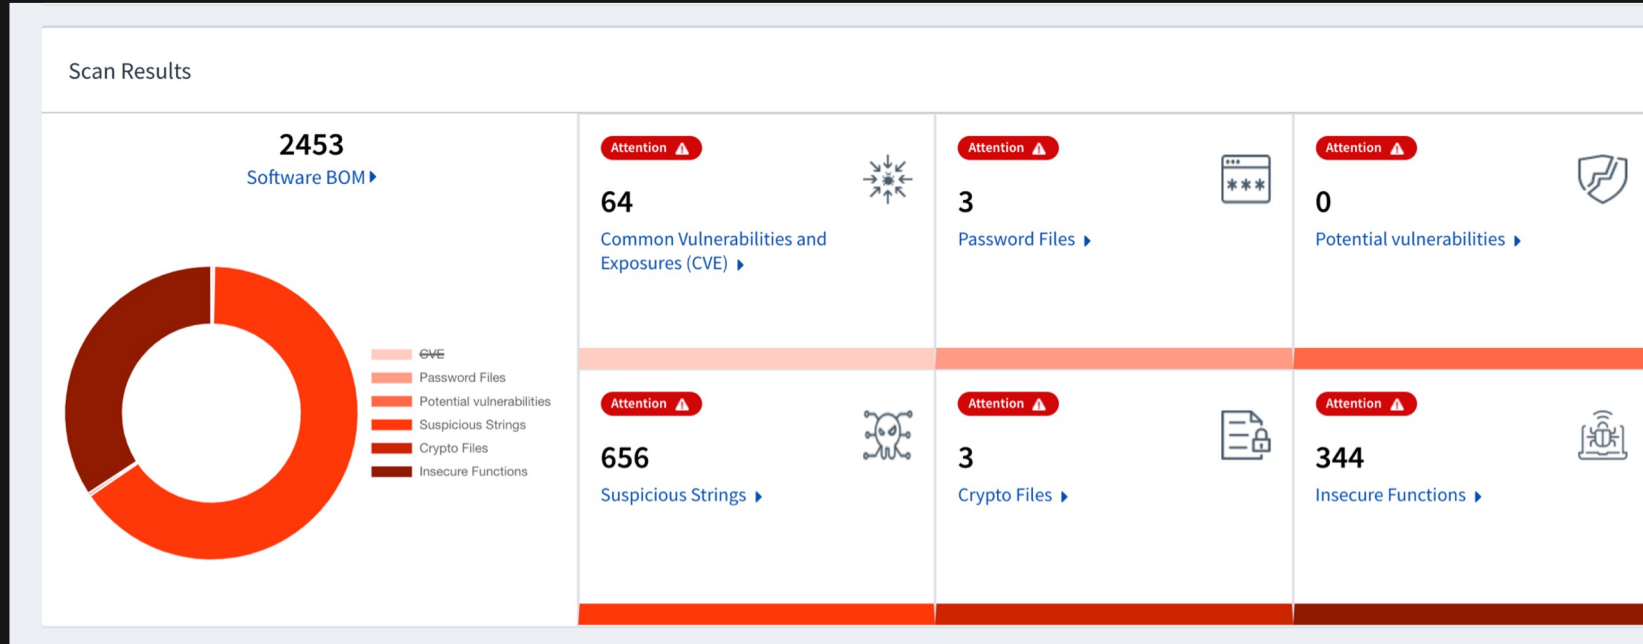 Scan Results
2453
Software BOM
CVE
Password Files
Potential vulnerabilities
Suspicious Strings
Crypto Files
Insecure Functions
Attention
64
Common Vulnerabilities and
Exposures (CVE)
Attention
3
Password Files
Attention
0
Potential vulnerabilities
Attention
656
Suspicious Strings
Attention
3
Crypto Files
Attention
344
Insecure Functions